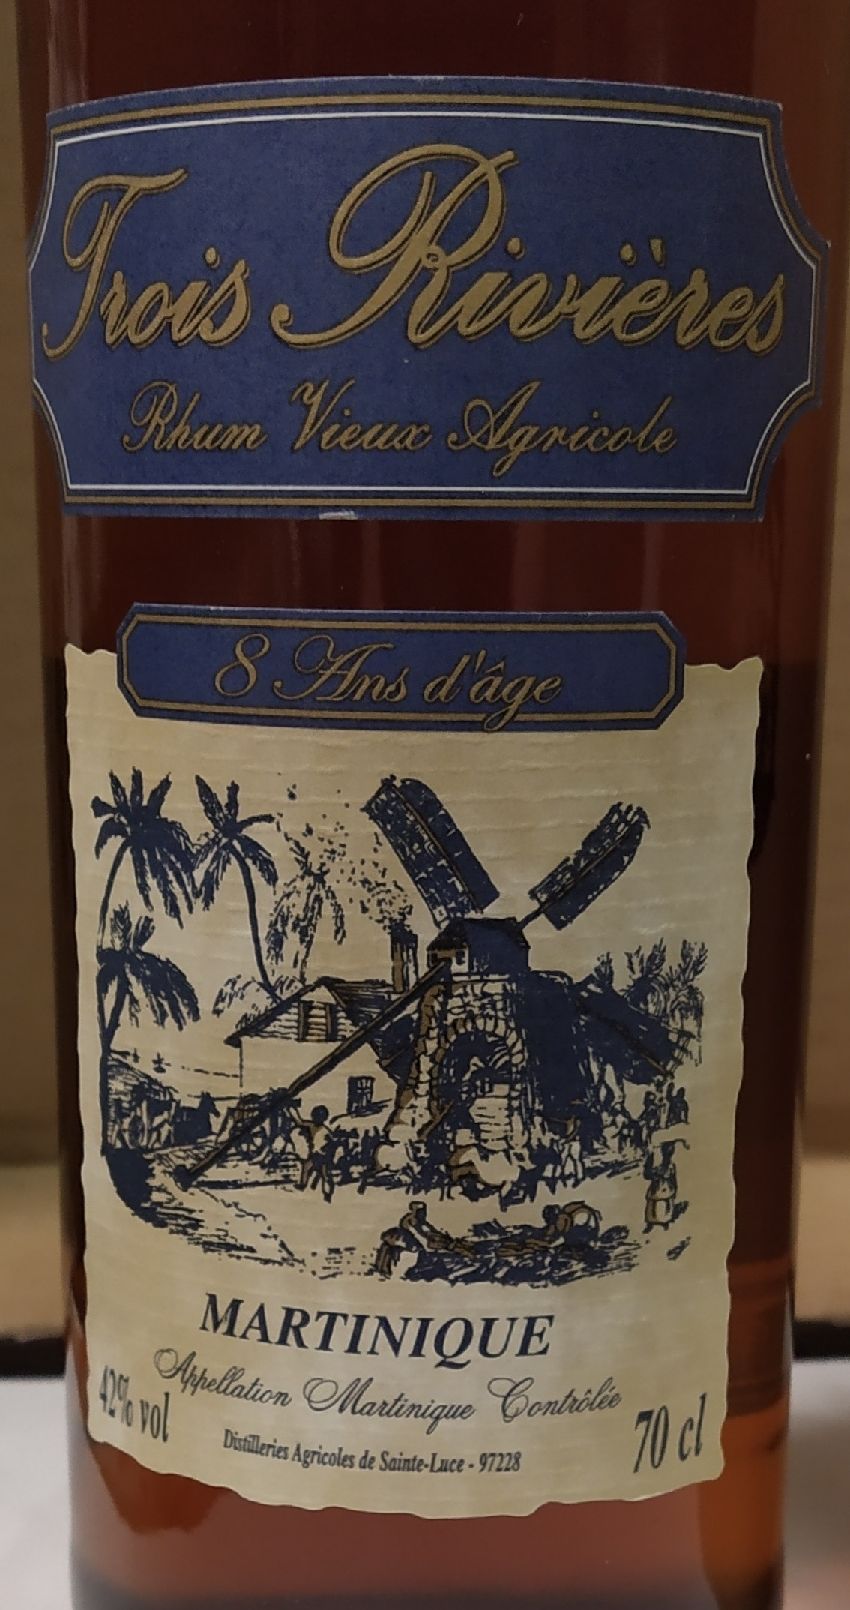 Trois Rivières
Rhum Vieux Agricole
8 Ans d'âge
MARTINIQUE
Appellation Martinique Contrôlée
42% vol
Distilleries Agricoles de Sainte-Luce - 97228
70 cl